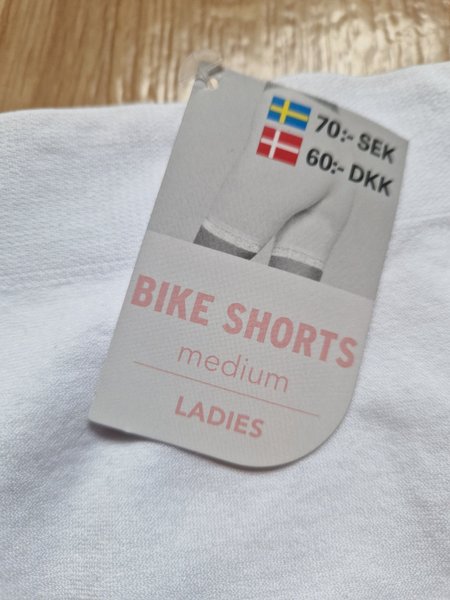 70:- SEK
60:- DKK
BIKE SHORTS
medium
LADIES